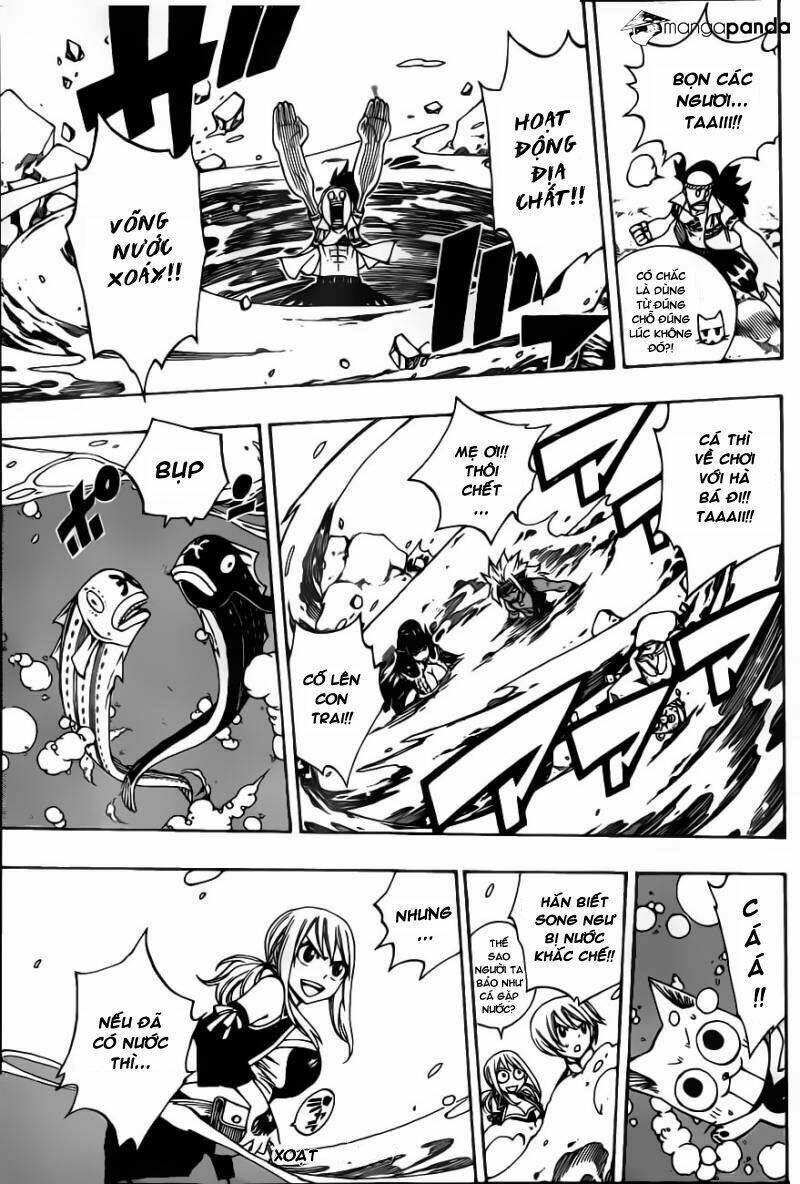 mangapanda
BỌN CÁC
NGƯƠI...
TAAIII!!
CÓ CHẮC
LÀ DÙNG
TỪ ĐÚNG
CHỖ ĐÚNG
LÚC KHÔNG
ĐÓ?!
HOẠT
ĐỘNG
ĐỊA
CHẤT!!
VÕNG
NƯỚC
XOÁY!!
CÁ THÌ
VỀ CHƠI
VỚI HÀ
BÁ ĐI!!
TAAAII!!
MẸ ƠI!!
THÔI
CHẾT
...
CỐ LÊN
CON
TRAI!!
BỤP
CÁÁ!!
HẮN BIẾT
SONG NGƯ
BỊ NƯỚC
KHẮC CHẾ!!
THẾ
SAO
NGƯỜI TA
BẢO NHƯ
CÁ GẶP
NƯỚC?
NHƯNG
...
NẾU ĐÃ
CÓ NƯỚC
THÌ...
XOẠT